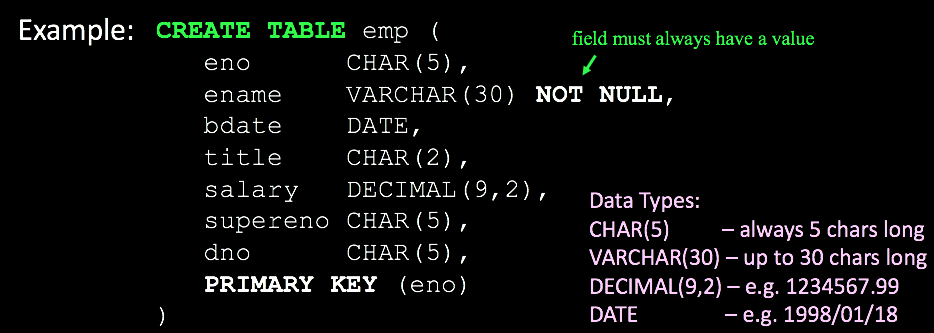 Example: CREATE TABLE emp (
field must always have a value
eno CHAR(5),
ename VARCHAR(30) NOT NULL,
bdate DATE,
title CHAR(2),
salary DECIMAL(9,2),
supereno CHAR(5),
dno CHAR(5),
PRIMARY KEY (eno)
)
Data Types:
CHAR(5) – always 5 chars long
VARCHAR(30) – up to 30 chars long
DECIMAL(9,2) – e.g. 1234567.99
DATE – e.g. 1998/01/18